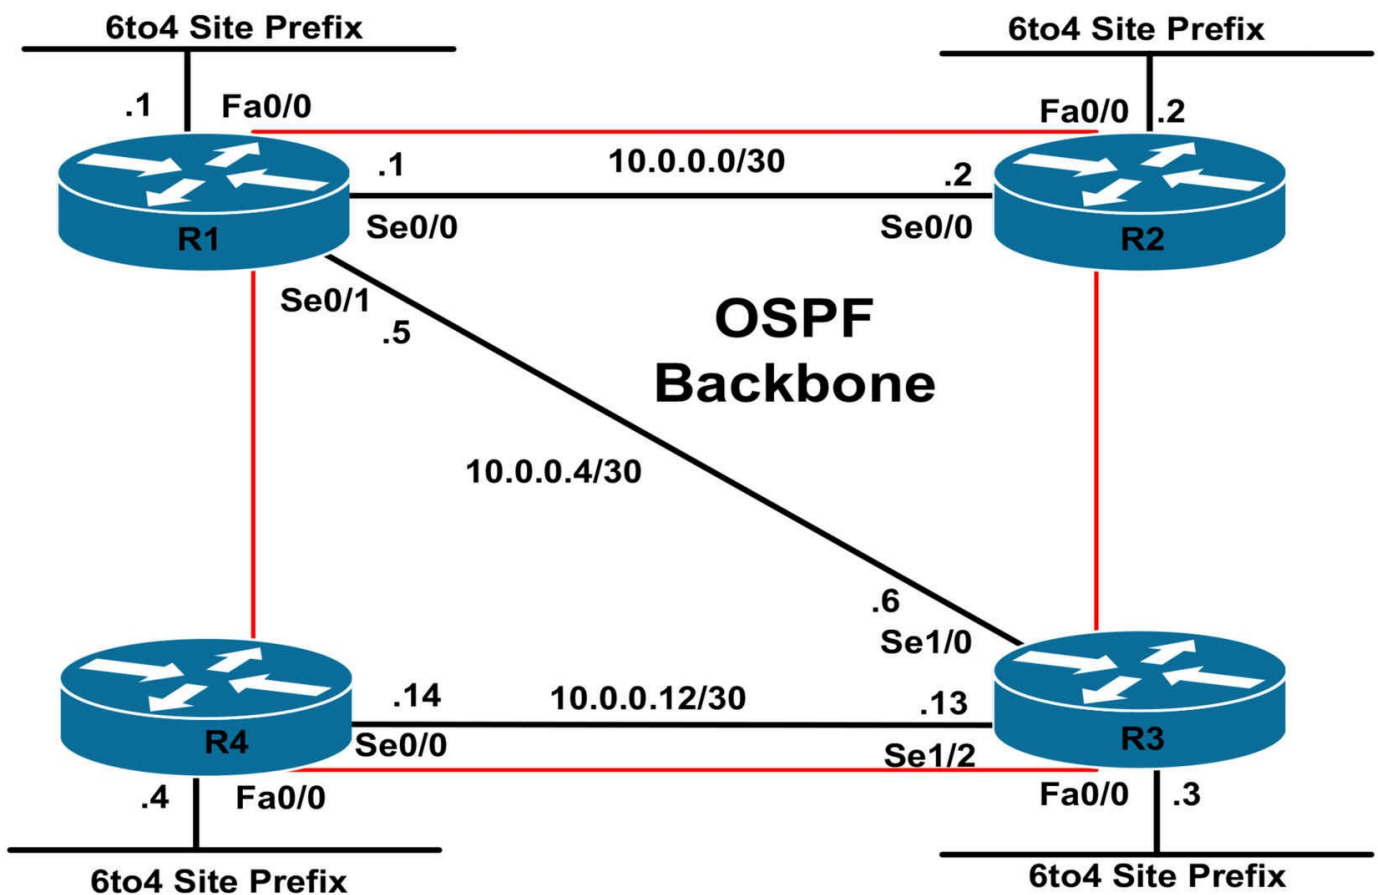 6to4 Site Prefix
6to4 Site Prefix
.1
Fa0/0
Fa0/0
.2
.1
10.0.0.0/30
.2
R1
Se0/0
Se0/0
R2
Se0/1
.5
OSPF
Backbone
10.0.0.4/30
.6
Se1/0
.14
10.0.0.12/30
.13
R4
Se0/0
Se1/2
R3
.4
Fa0/0
Fa0/0
.3
6to4 Site Prefix
6to4 Site Prefix